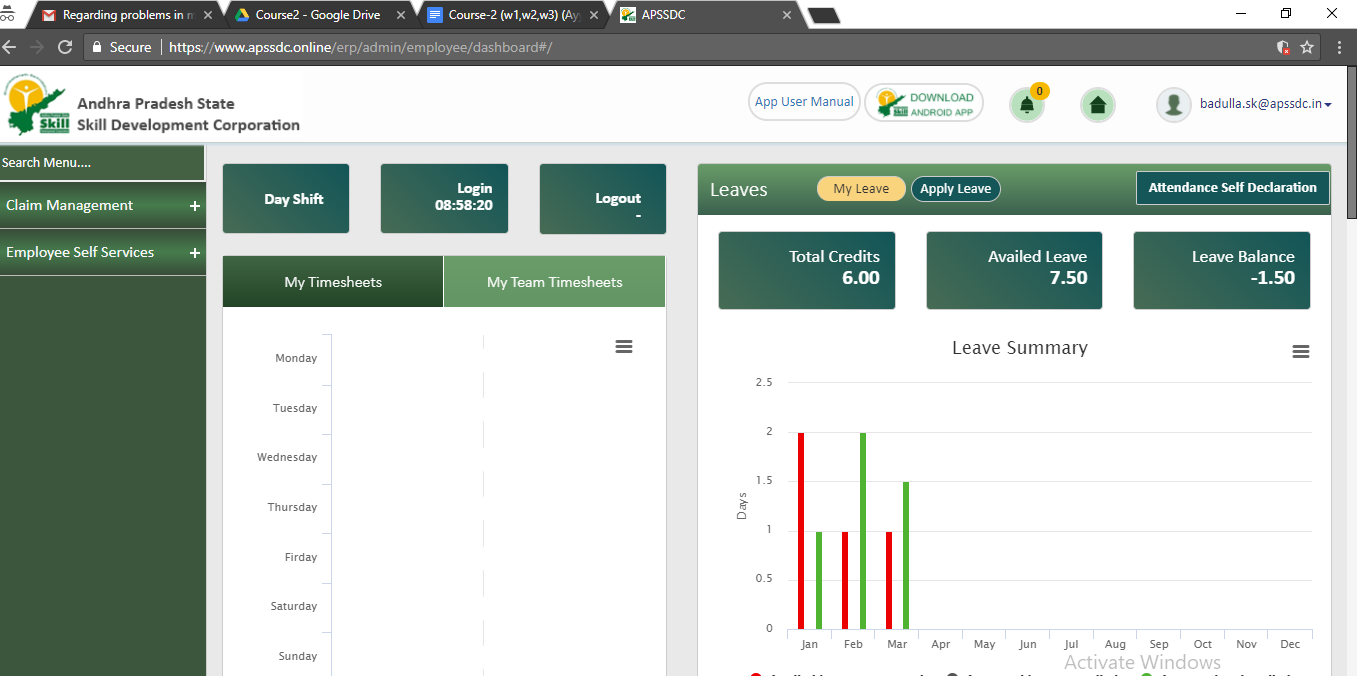 Regarding problems in m
Course2 - Google Drive
Course-2 (w1,w2,w3) (Ay
APSSDC
Secure
https://www.apssdc.online/erp/admin/employee/dashboard#/
Andhra Pradesh State
Skill Development Corporation
Skill
App User Manual
DOWNLOAD
ANDROID APP
0
badulla.sk@apssdc.in
Search Menu....
Claim Management +
Employee Self Services +
Day Shift
Login
08:58:20
Logout
-
My Timesheets
My Team Timesheets
Monday
Tuesday
Wednesday
Thursday
Firday
Saturday
Sunday
Leaves
My Leave
Apply Leave
Attendance Self Declaration
Total Credits
6.00
Availed Leave
7.50
Leave Balance
-1.50
Leave Summary
Days
2.5
2
1.5
1
0.5
0
Jan Feb Mar Apr May Jun Jul Aug Sep Oct Nov Dec
Activate Windows